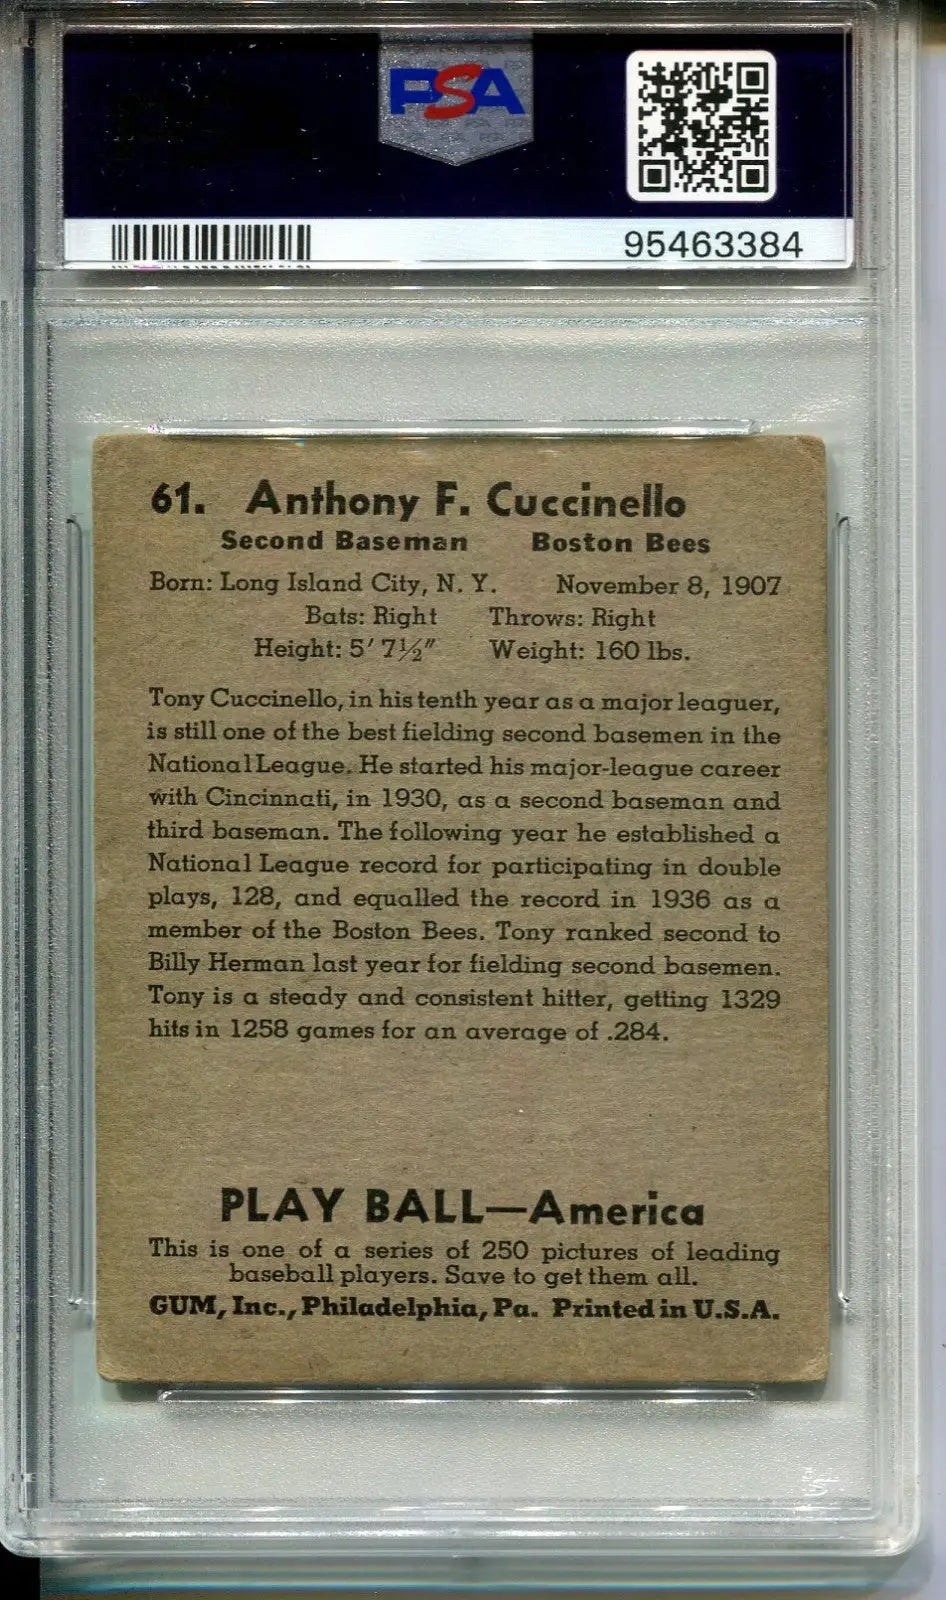 PSA
95463384
61. Anthony F. Cuccinello
Second Baseman Boston Bees
Born: Long Island City, N. Y. November 8, 1907
Bats: Right Throws: Right
Height: 5' 7½" Weight: 160 lbs.
Tony Cuccinello, in his tenth year as a major leaguer,
is still one of the best fielding second basemen in the
National League. He started his major-league career
with Cincinnati, in 1930, as a second baseman and
third baseman. The following year he established a
National League record for participating in double
plays, 128, and equalled the record in 1936 as a
member of the Boston Bees. Tony ranked second to
Billy Herman last year for fielding second basemen.
Tony is a steady and consistent hitter, getting 1329
hits in 1258 games for an average of .284.
PLAY BALL—America
This is one of a series of 250 pictures of leading
baseball players. Save to get them all.
GUM, Inc., Philadelphia, Pa. Printed in U.S.A.